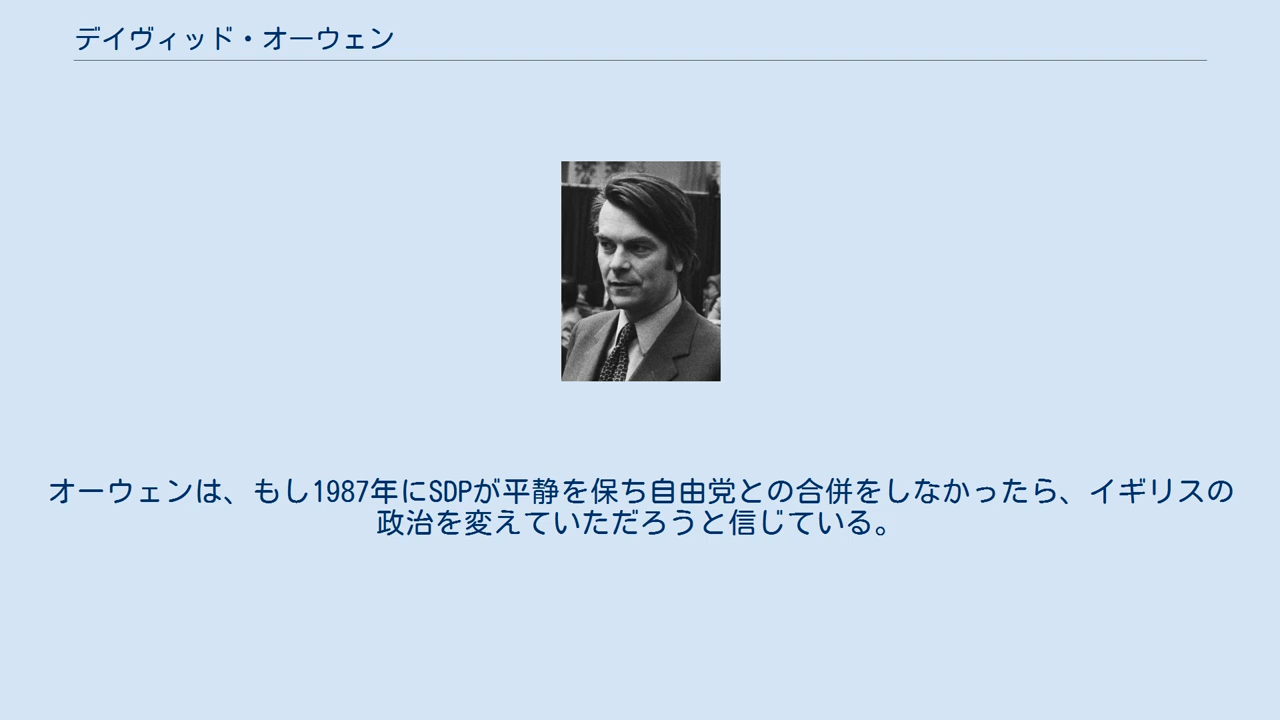 デイヴィッド・オーウェン
オーウェンは、もし1987年にSDPが平静を保ち自由党との合併をしなかったら、イギリスの
政治を変えていただろうと信じている。